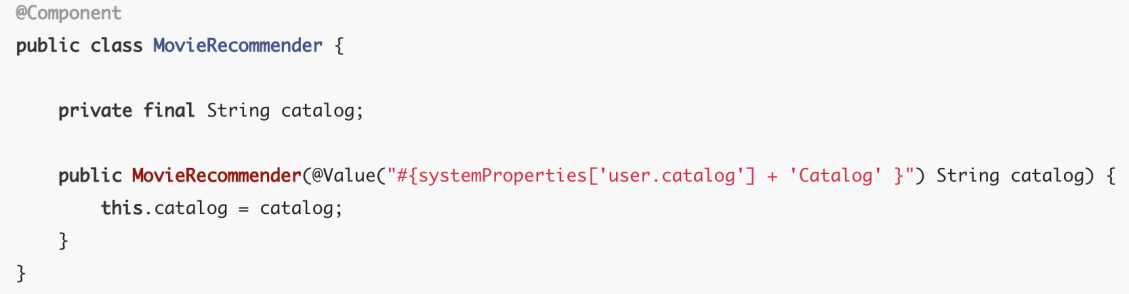 @Component
public class MovieRecommender {
private final String catalog;
public MovieRecommender(@Value("#{systemProperties['user.catalog'] + 'Catalog' }") String catalog) {
this.catalog = catalog;
}
}